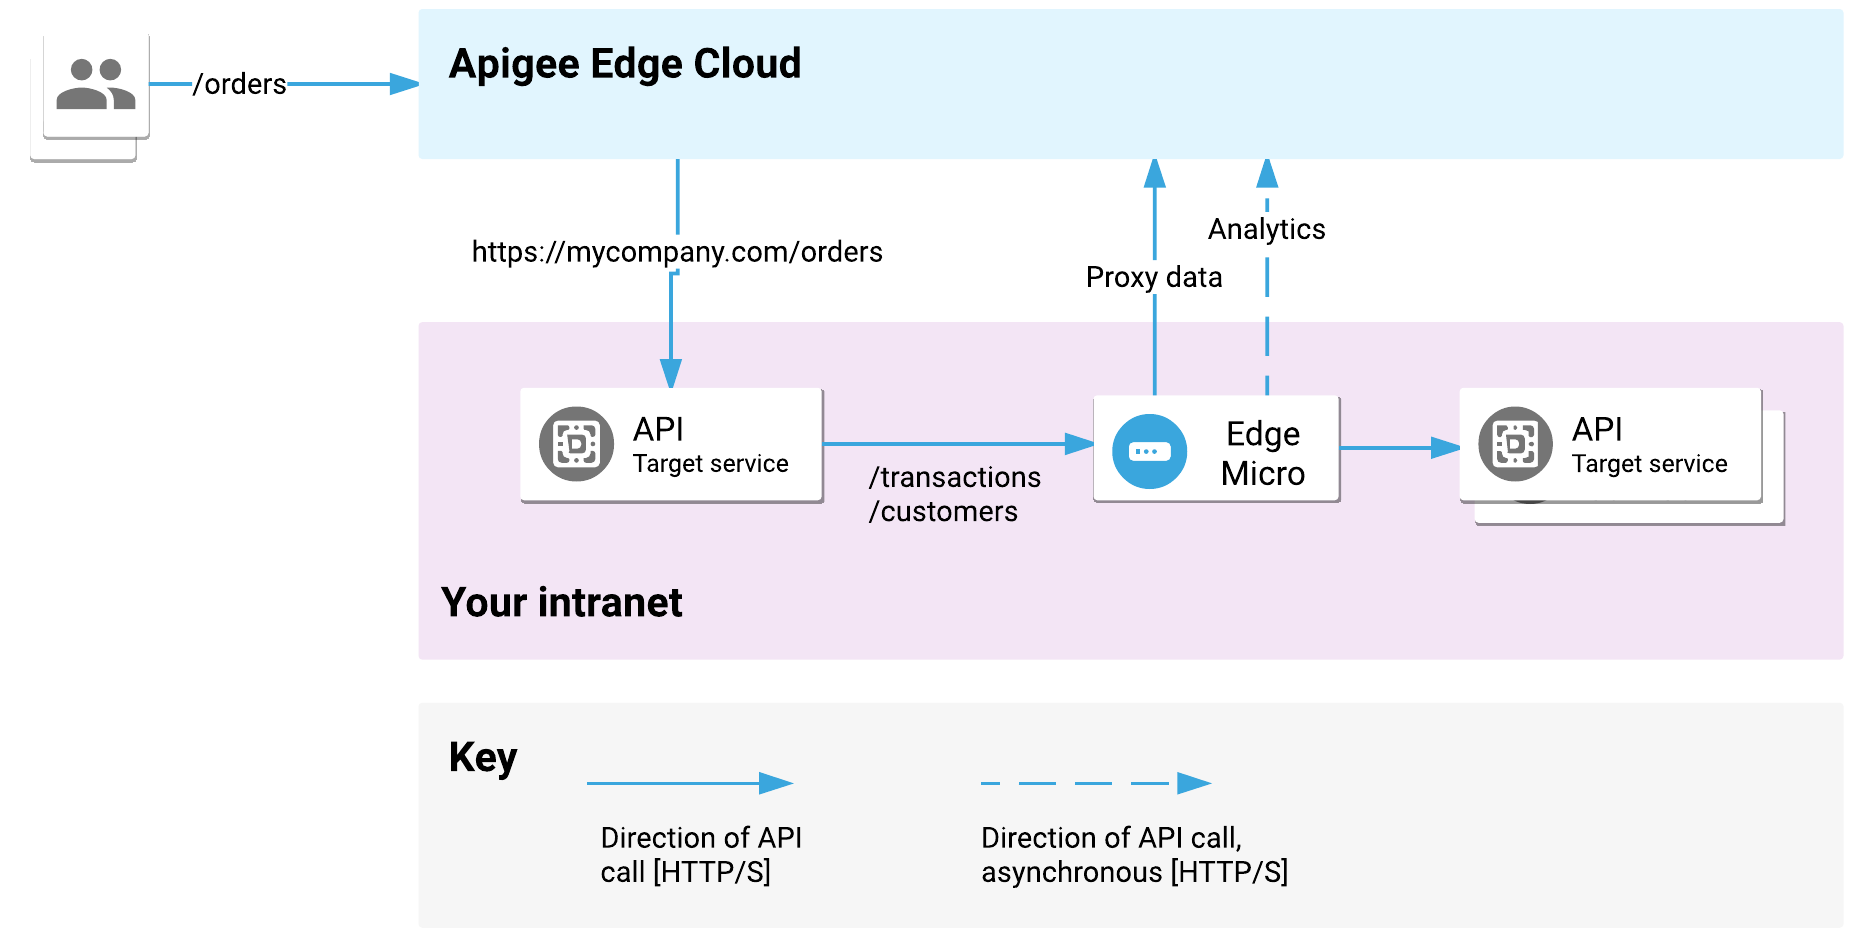 Apigee Edge Cloud
/orders
https://mycompany.com/orders
Analytics
Proxy data
API
Target service
/transactions
/customers
Edge
Micro
API
Target service
Your intranet
Key
Direction of API
call [HTTP/S]
Direction of API call,
asynchronous [HTTP/S]